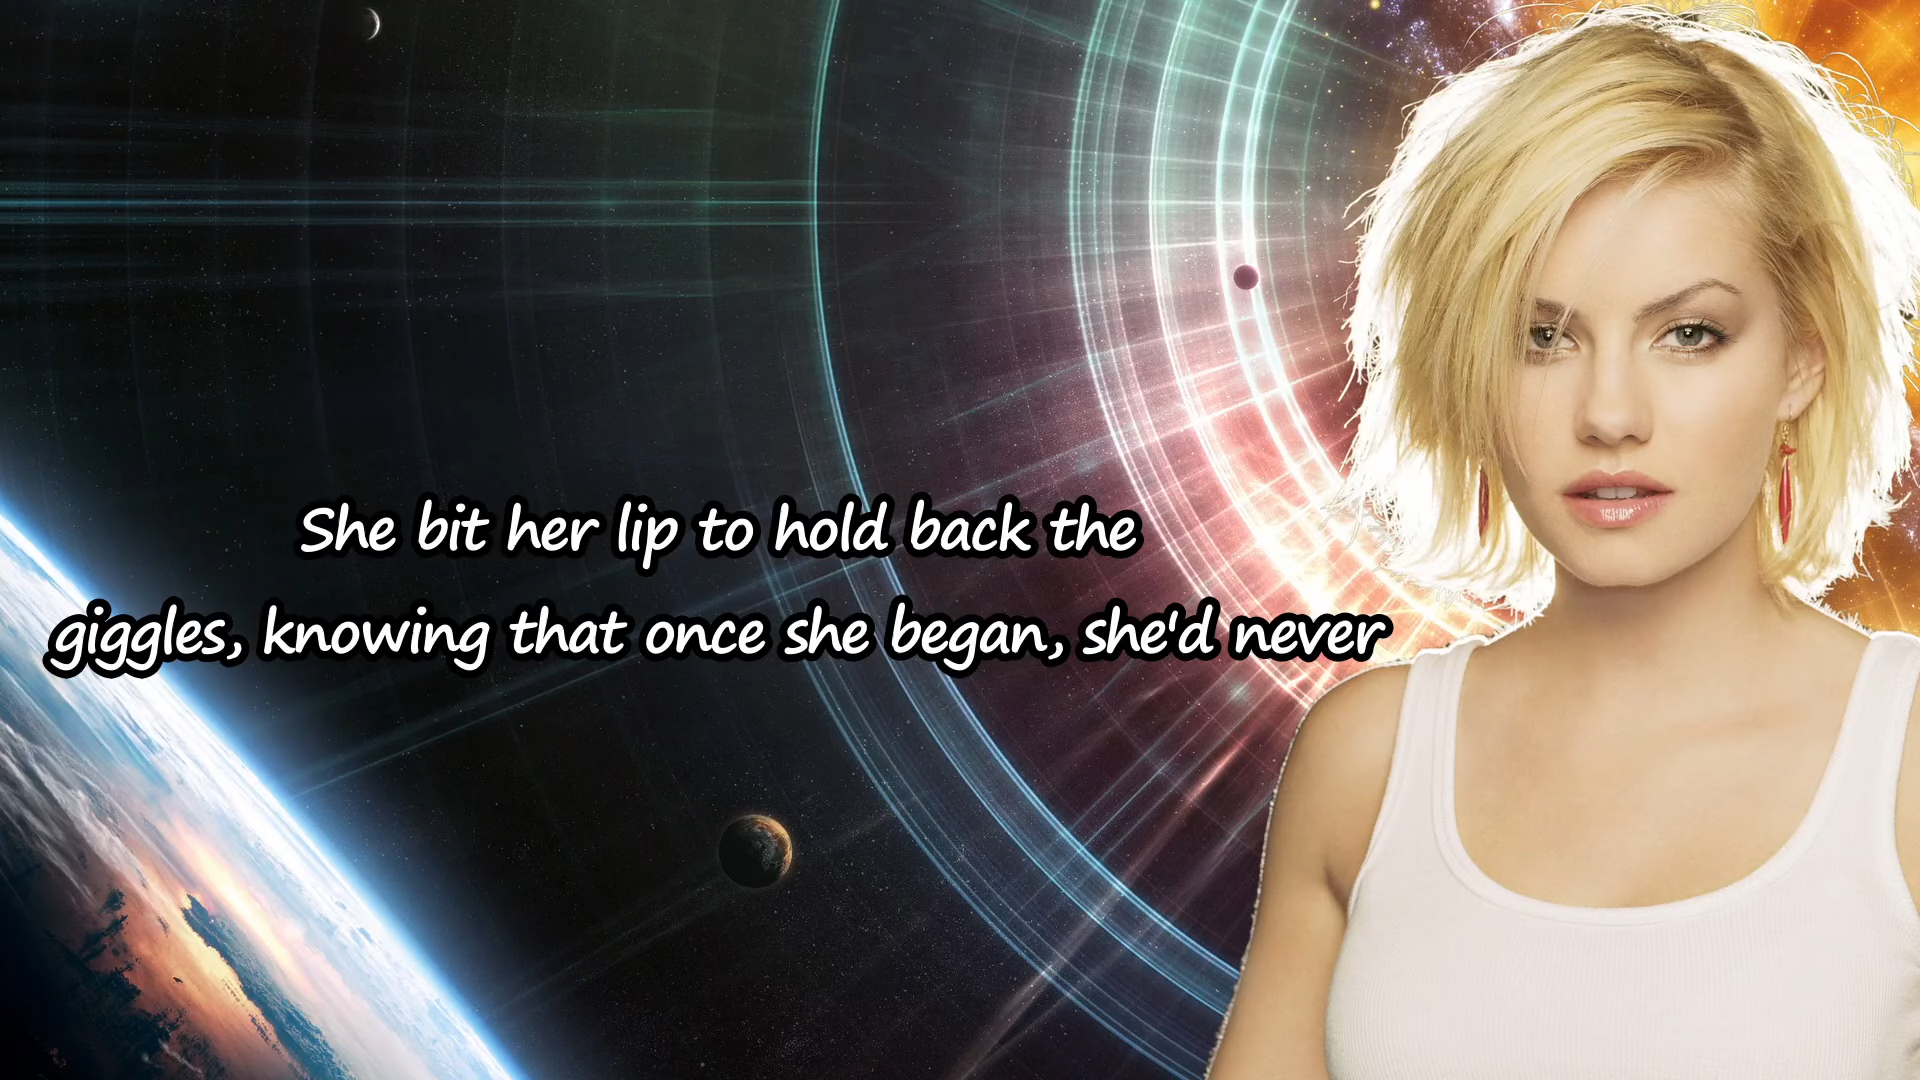 She bit her lip to hold back the
giggles, knowing that once she began, she'd never